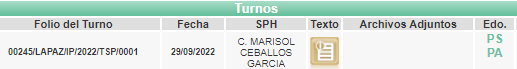 Turnos
Folio del Turno Fecha SPH Texto Archivos Adjuntos Edo.
00245/LAPAZ/IP/2022/TSP/0001 29/09/2022 C. MARISOL CEBALLOS GARCIA PS PA